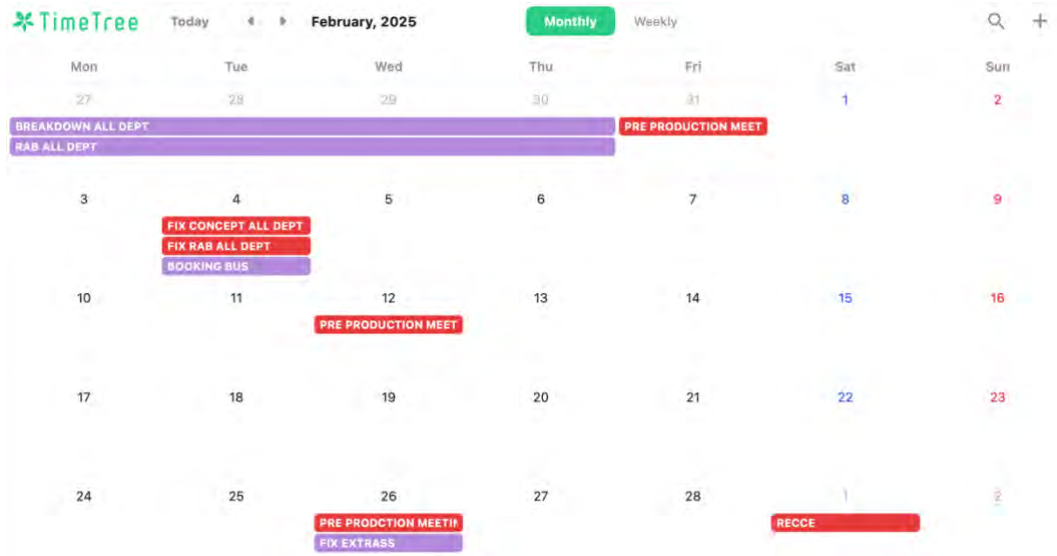 TimeTree Today February, 2025 Monthly Weekly
Mon Tue Wed Thu Fri Sat Sun
27 28 29 30 31 1 2
BREAKDOWN ALL DEPT PRE PRODUCTION MEET
RAB ALL DEPT
3 4 5 6 7 8 9
FIX CONCEPT ALL DEPT
FIX RAB ALL DEPT
BOOKING BUS
10 11 12 13 14 15 16
PRE PRODUCTION MEET
17 18 19 20 21 22 23
24 25 26 27 28 1 2
PRE PRODCTION MEETIN RECCE
FIX EXTRASS